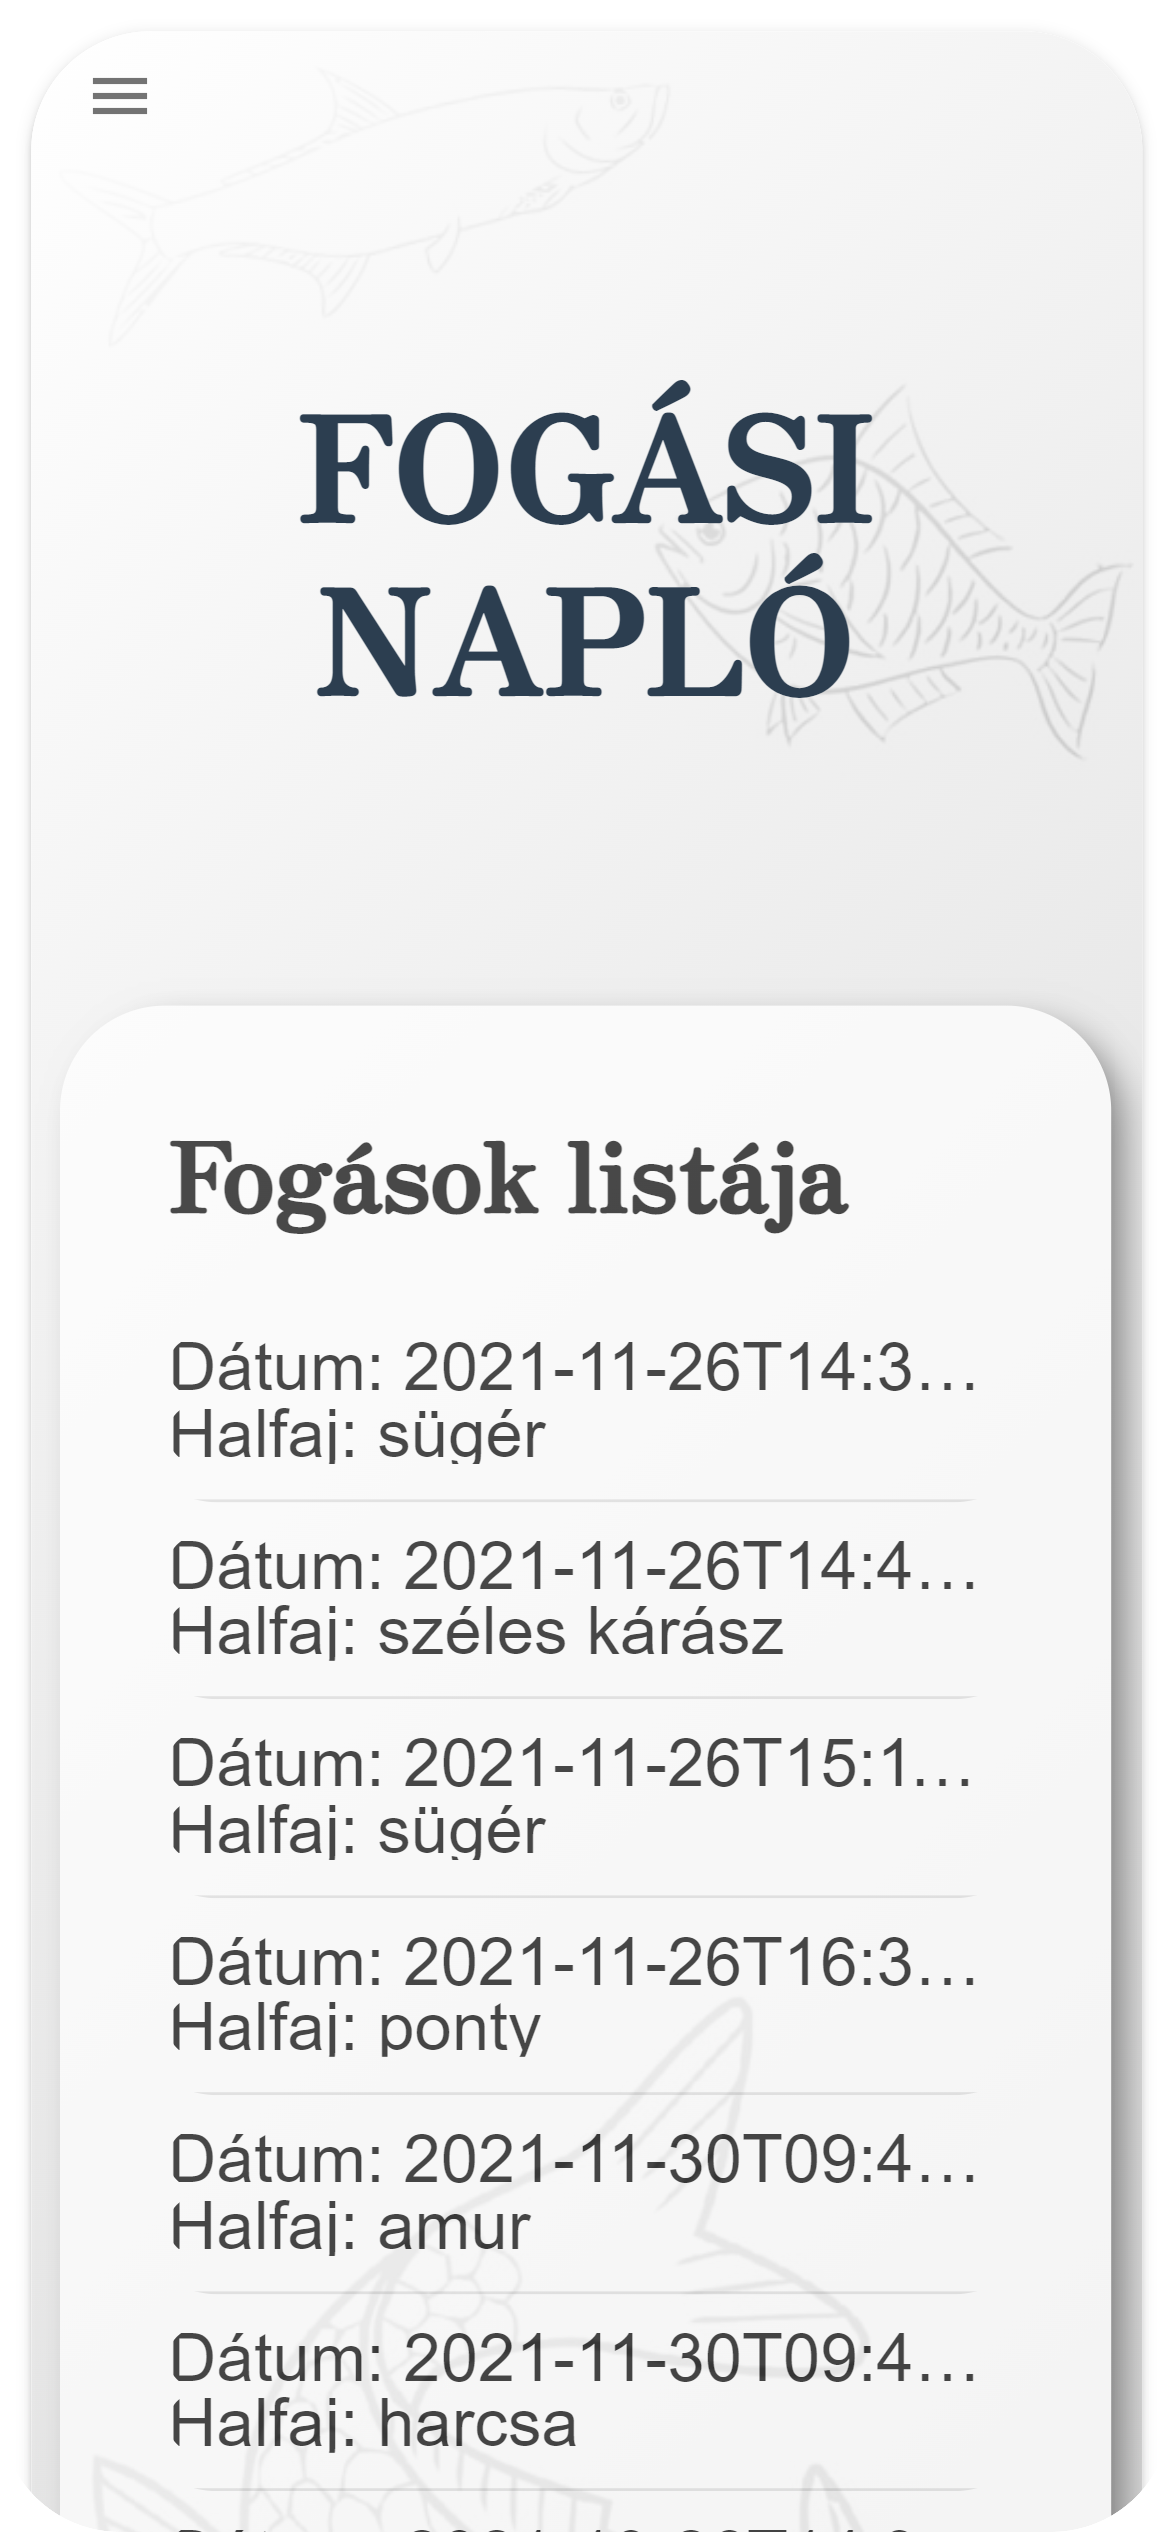 FOGÁSI
NAPLÓ
Fogások listája
Dátum: 2021-11-26T14:3...
Halfaj: sügér
Dátum: 2021-11-26T14:4...
Halfaj: széles kárász
Dátum: 2021-11-26T15:1...
Halfaj: sügér
Dátum: 2021-11-26T16:3...
Halfaj: ponty
Dátum: 2021-11-30T09:4...
Halfaj: amur
Dátum: 2021-11-30T09:4...
Halfaj: harcsa